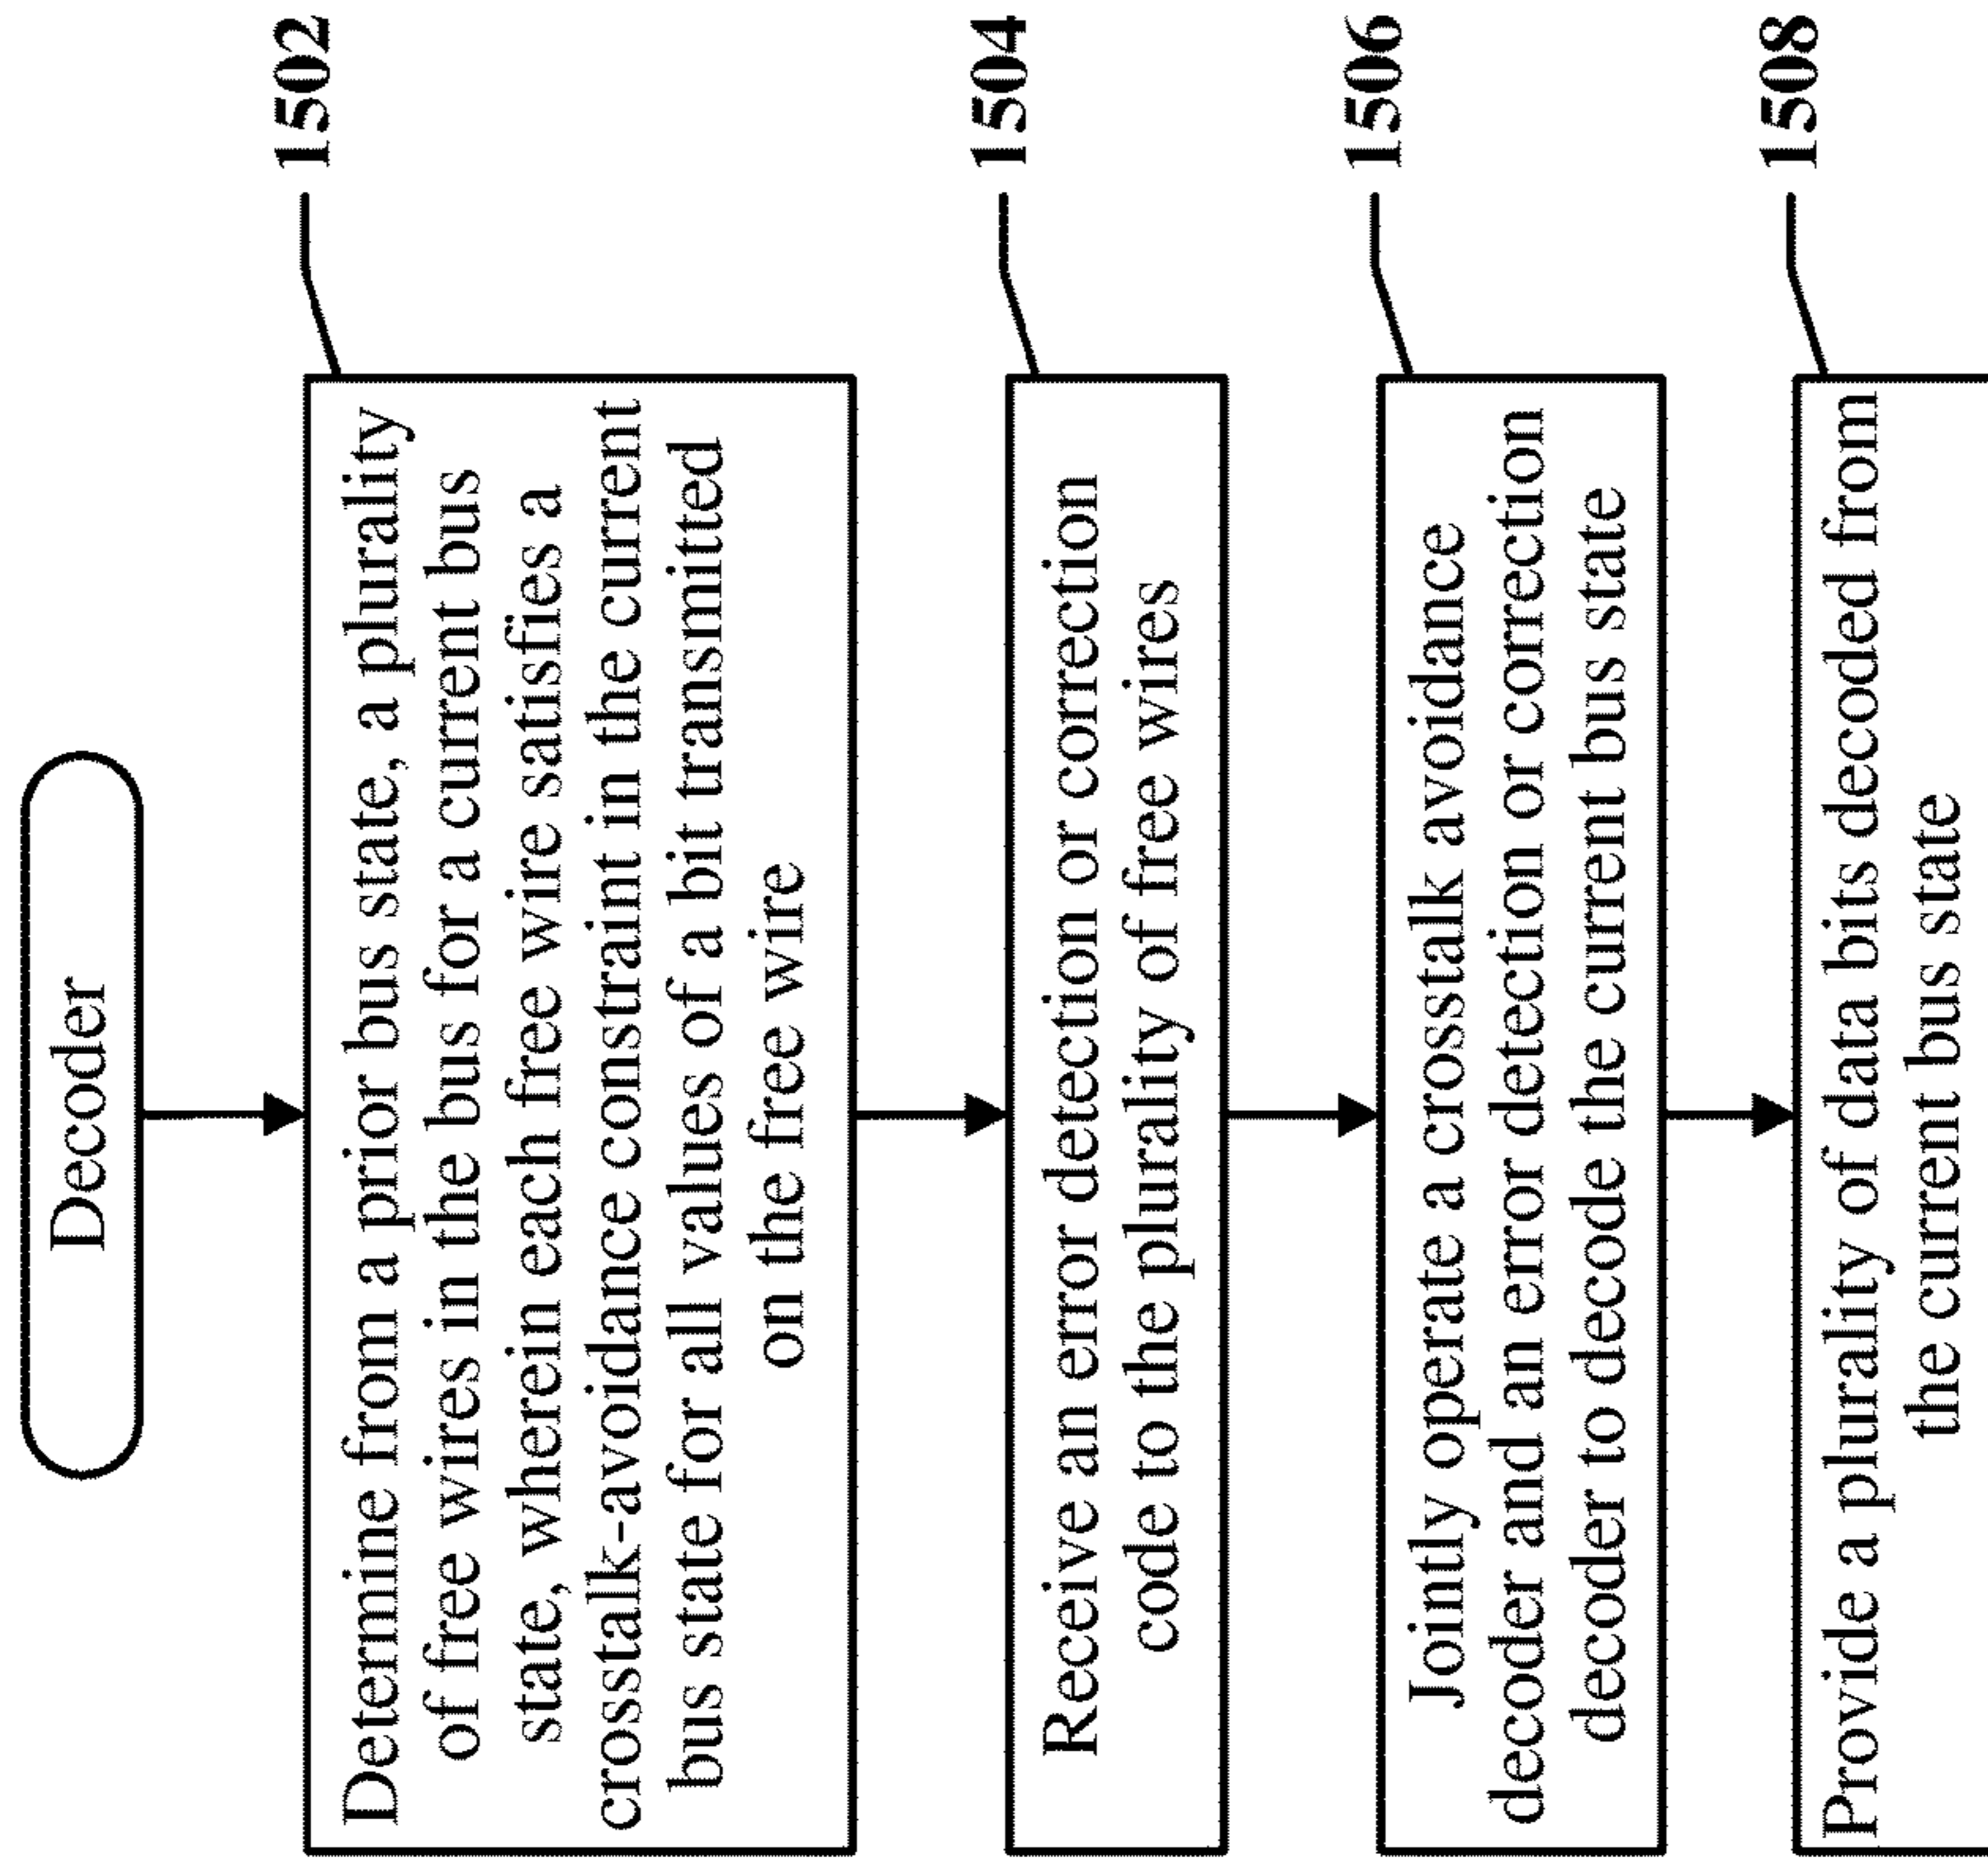 Decoder
1502
Determine from a prior bus state, a plurality
of free wires in the bus for a current bus
state, wherein each free wire satisfies a
crosstalk-avoidance constraint in the current
bus state for all values of a bit transmitted
on the free wire
1504
Receive an error detection or correction
code to the plurality of free wires
1506
Jointly operate a crosstalk avoidance
decoder and an error detection or correction
decoder to decode the current bus state
1508
Provide a plurality of data bits decoded from
the current bus state